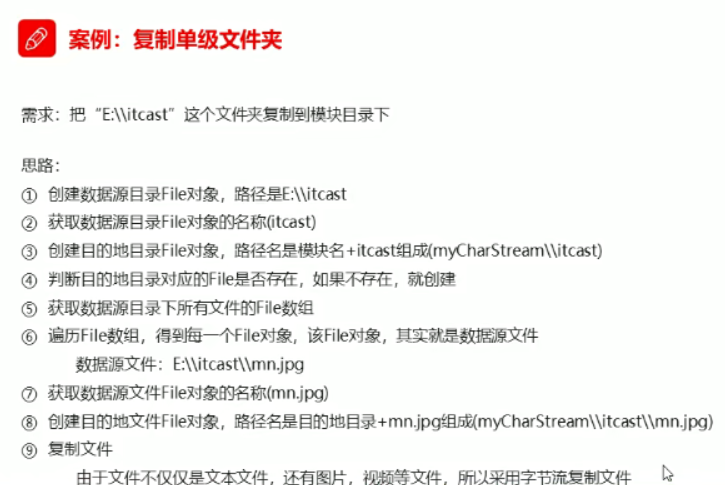 案例：复制单级文件夹
需求：把“E:\\itcast”这个文件夹复制到模块目录下
思路：
① 创建数据源目录File对象，路径是E:\\itcast
② 获取数据源目录File对象的名称(itcast)
③ 创建目的地目录File对象，路径名是模块名+itcast组成(myCharStream\\itcast)
④ 判断目的地目录对应的File是否存在，如果不存在，就创建
⑤ 获取数据源目录下所有文件的File数组
⑥ 遍历File数组，得到每一个File对象，该File对象，其实就是数据源文件
数据源文件：E:\\itcast\\mn.jpg
⑦ 获取数据源文件File对象的名称(mn.jpg)
⑧ 创建目的地文件File对象，路径名是目的地目录+mn.jpg组成(myCharStream\\itcast\\mn.jpg)
⑨ 复制文件
由于文件不仅仅是文本文件，还有图片，视频等文件，所以采用字节流复制文件